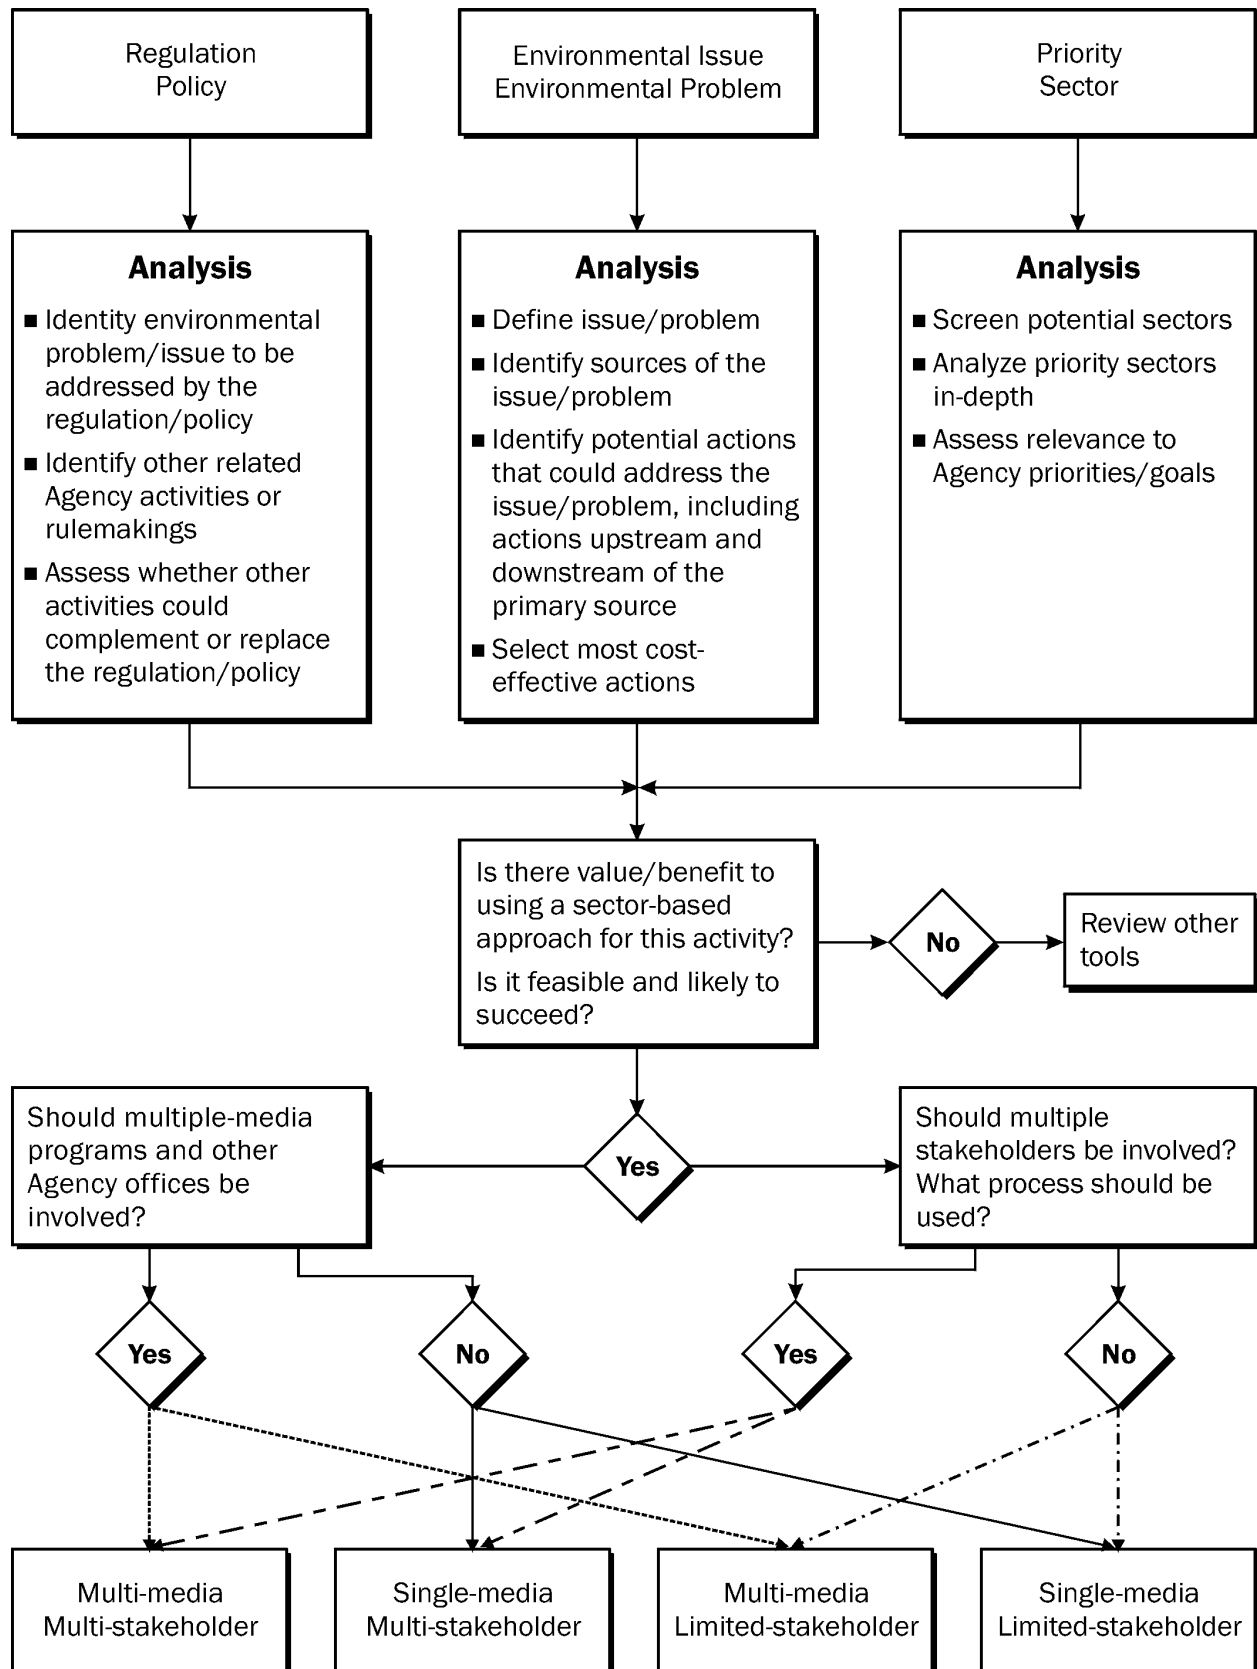 Regulation
Policy
Environmental Issue
Environmental Problem
Priority
Sector
Analysis
■ Identity environmental
problem/issue to be
addressed by the
regulation/policy
■ Identify other related
Agency activities or
rulemakings
■ Assess whether other
activities could
complement or replace
the regulation/policy
Analysis
■ Define issue/problem
■ Identify sources of the
issue/problem
■ Identify potential actions
that could address the
issue/problem, including
actions upstream and
downstream of the
primary source
■ Select most cost-
effective actions
Analysis
■ Screen potential sectors
■ Analyze priority sectors
in-depth
■ Assess relevance to
Agency priorities/goals
Is there value/benefit to
using a sector-based
approach for this activity?
Is it feasible and likely to
succeed?
No
Review other
tools
Should multiple-media
programs and other
Agency offices be
involved?
Yes
Should multiple
stakeholders be involved?
What process should be
used?
Yes
No
Yes
No
Multi-media
Multi-stakeholder
Single-media
Multi-stakeholder
Multi-media
Limited-stakeholder
Single-media
Limited-stakeholder